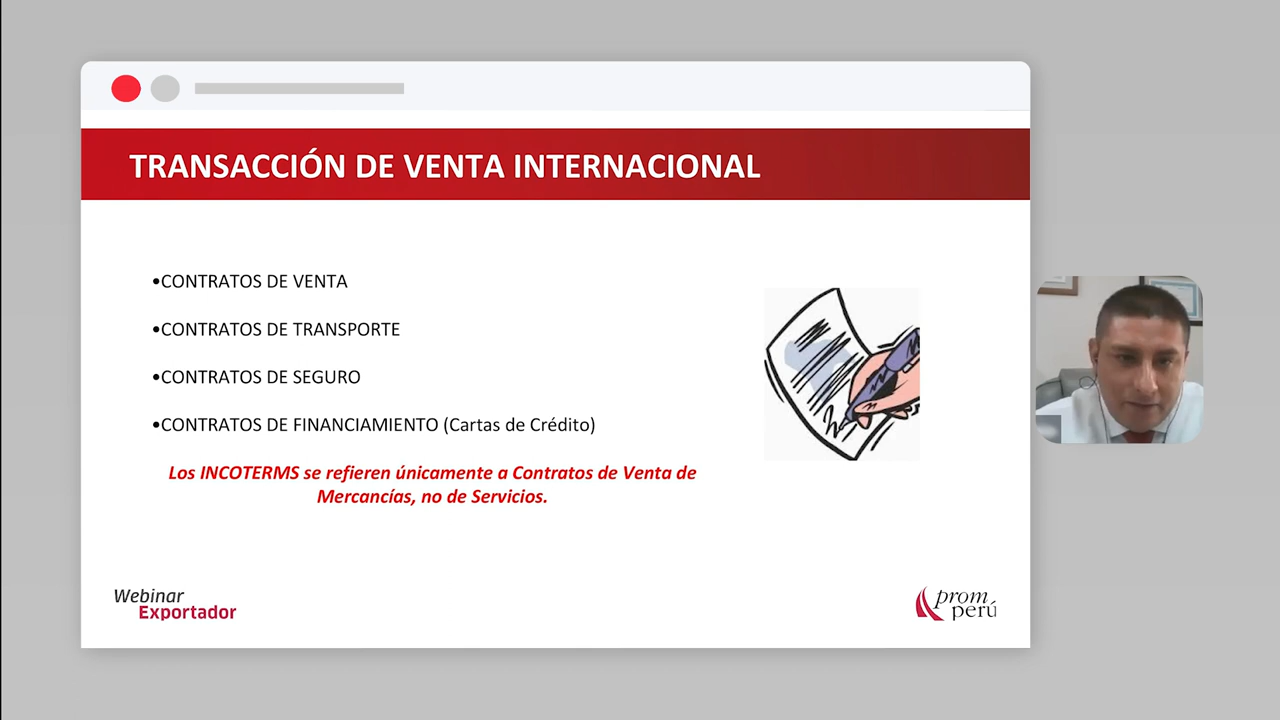 TRANSACCIÓN DE VENTA INTERNACIONAL
•CONTRATOS DE VENTA
•CONTRATOS DE TRANSPORTE
•CONTRATOS DE SEGURO
•CONTRATOS DE FINANCIAMIENTO (Cartas de Crédito)
Los INCOTERMS se refieren únicamente a Contratos de Venta de
Mercancías, no de Servicios.
Webinar
Exportador
prom
perú